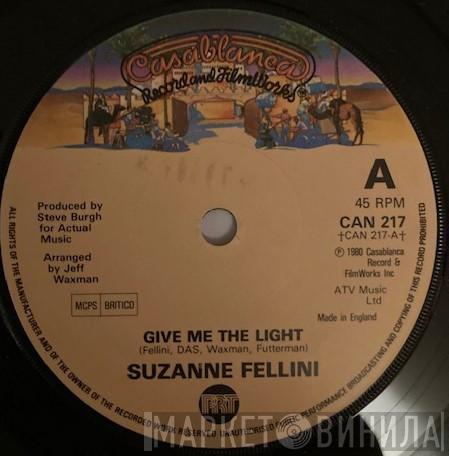 Casablanca
Record and FilmWorks
A
Produced by
Steve Burgh
for Actual
Music
45 RPM
CAN 217
†CAN 217-A†
Arranged
by Jeff
Waxman
℗ 1980 Casablanca
Record &
FilmWorks Inc
ATV Music
Ltd
MCPS BRITICO
Made in England
GIVE ME THE LIGHT
(Fellini, DAS, Waxman, Futterman)
SUZANNE FELLINI
PRT
ALL RIGHTS OF THE MANUFACTURER AND OF THE OWNER OF THE RECORDED WORK RESERVED UNAUTHORISED PUBLIC PERFORMANCE BROADCASTING AND COPYING OF THIS RECORD PROHIBITED
МАРКЕТ ВИНИЛА